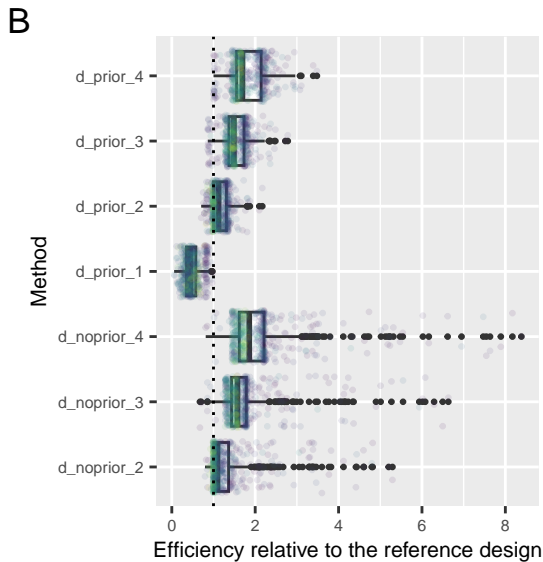 B
Method
d_prior_4
d_prior_3
d_prior_2
d_prior_1
d_noprior_4
d_noprior_3
d_noprior_2
0 2 4 6 8
Efficiency relative to the reference design